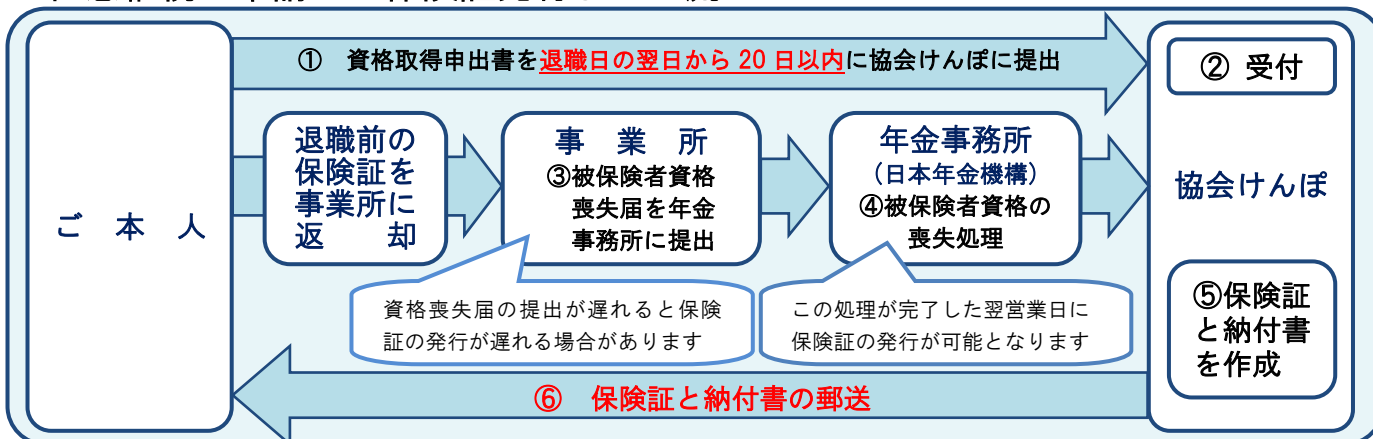 ① 資格取得申出書を退職日の翌日から 20 日以内に協会けんぽに提出
② 受付
ご 本 人
退職前の
保険証を
事業所に
返 却
事 業 所
③被保険者資格
喪失届を年金
事務所に提出
年金事務所
（日本年金機構）
④被保険者資格の
喪失処理
協会けんぽ
資格喪失届の提出が遅れると保険
証の発行が遅れる場合があります
この処理が完了した翌営業日に
保険証の発行が可能となります
⑤保険証
と納付書
を作成
⑥ 保険証と納付書の郵送